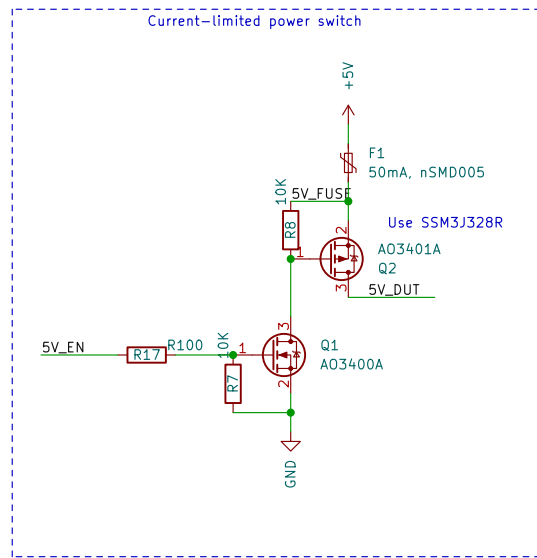 Current-limited power switch
+5V
F1
50mA, nSMD005
10K
5V_FUSE
R8
Use SSM3J328R
2
1
AO3401A
Q2
3
5V_DUT
3
5V_EN
R17
R100
10K
1
Q1
AO3400A
R7
2
GND